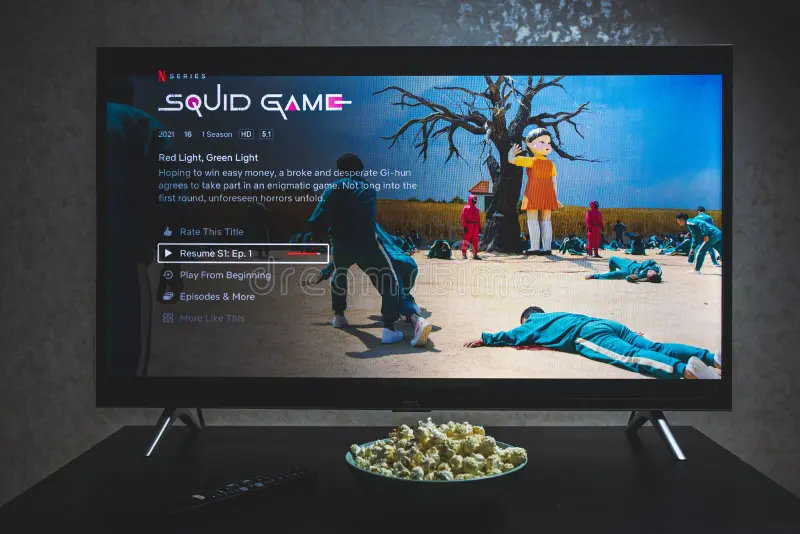 N SERIES
SQUID GAME
2021 16 1 Season HD 5.1
Red Light, Green Light
Hoping to win easy money, a broke and desperate Gi-hun
agrees to take part in an enigmatic game. Not long into the
first round, unforeseen horrors unfold.
Rate This Title
Resume S1: Ep. 1
Play From Beginning
Episodes & More
More Like This
dreamstime